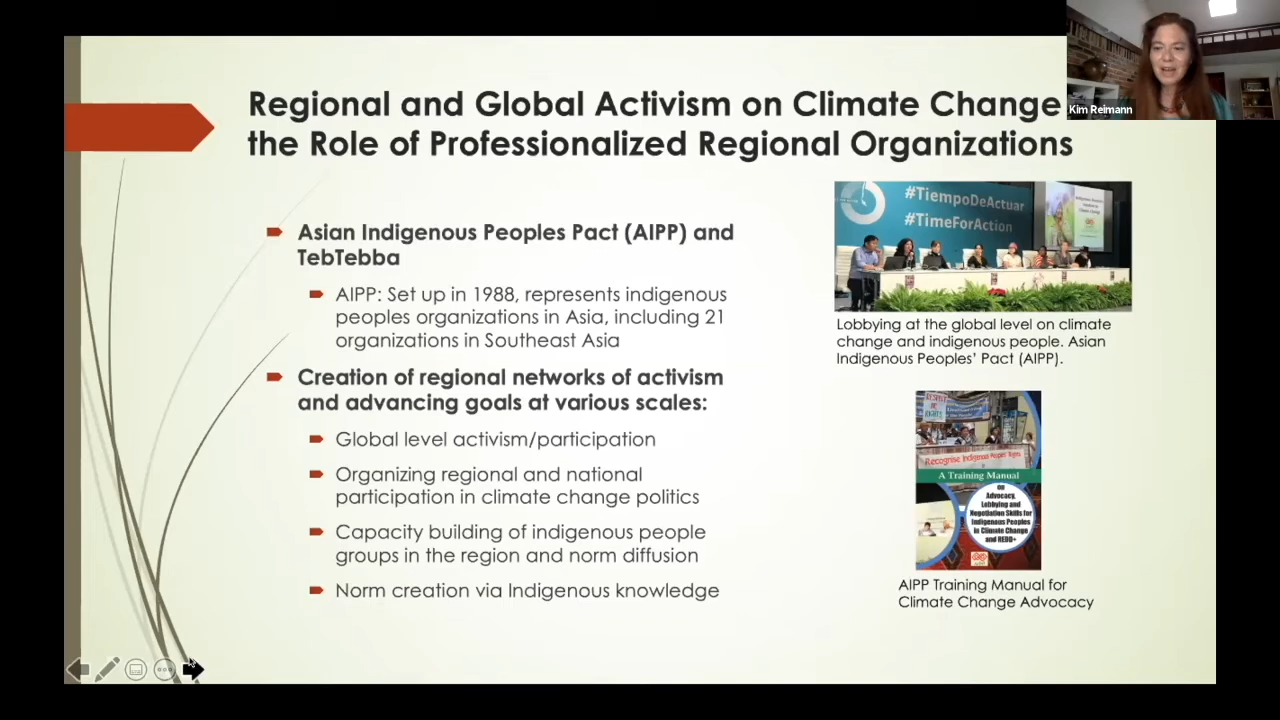 Regional and Global Activism on Climate Change
the Role of Professionalized Regional Organizations
Kim Reimann
Asian Indigenous Peoples Pact (AIPP) and
TebTebba
AIPP: Set up in 1988, represents indigenous
peoples organizations in Asia, including 21
organizations in Southeast Asia
Creation of regional networks of activism
and advancing goals at various scales:
Global level activism/participation
Organizing regional and national
participation in climate change politics
Capacity building of indigenous people
groups in the region and norm diffusion
Norm creation via Indigenous knowledge
#TiempoDeActuar
#TimeForAction
Lobbying at the global level on climate
change and indigenous people. Asian
Indigenous Peoples' Pact (AIPP).
RESPECT
RIGHTS
Recognise Indigenous Peoples Rights
A Training Manual
on
Advocacy,
Lobbying and
Negotiation Skills for
Indigenous Peoples
in Climate Change
and REDD+
AIPP Training Manual for
Climate Change Advocacy